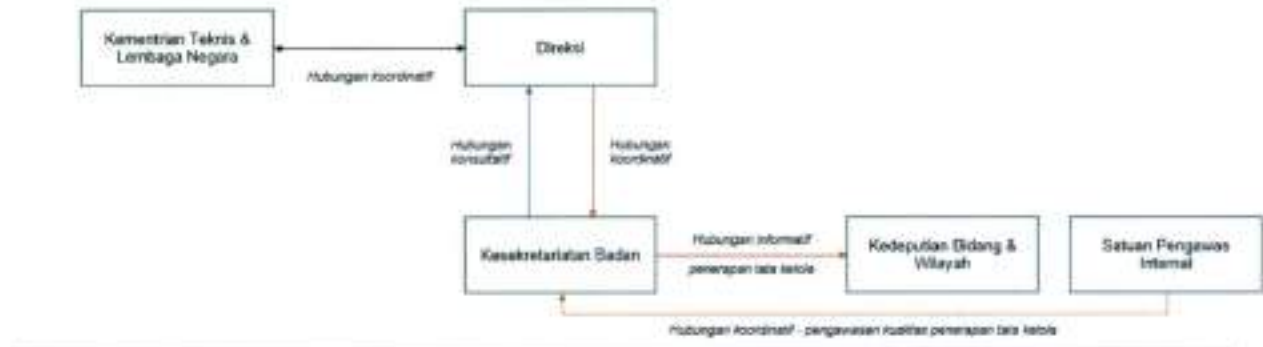 Kementrian Teknis &
Lembaga Negara
Direksi
Hubungan koordinatif
Hubungan
konsultatif
Hubungan
koordinatif
Kesekretariatan Badan
Hubungan informatif
penerapan tata kelola
Kedeputian Bidang &
Wilayah
Satuan Pengawas
Internal
Hubungan koordinatif - pengawasan kualitas penerapan tata kelola